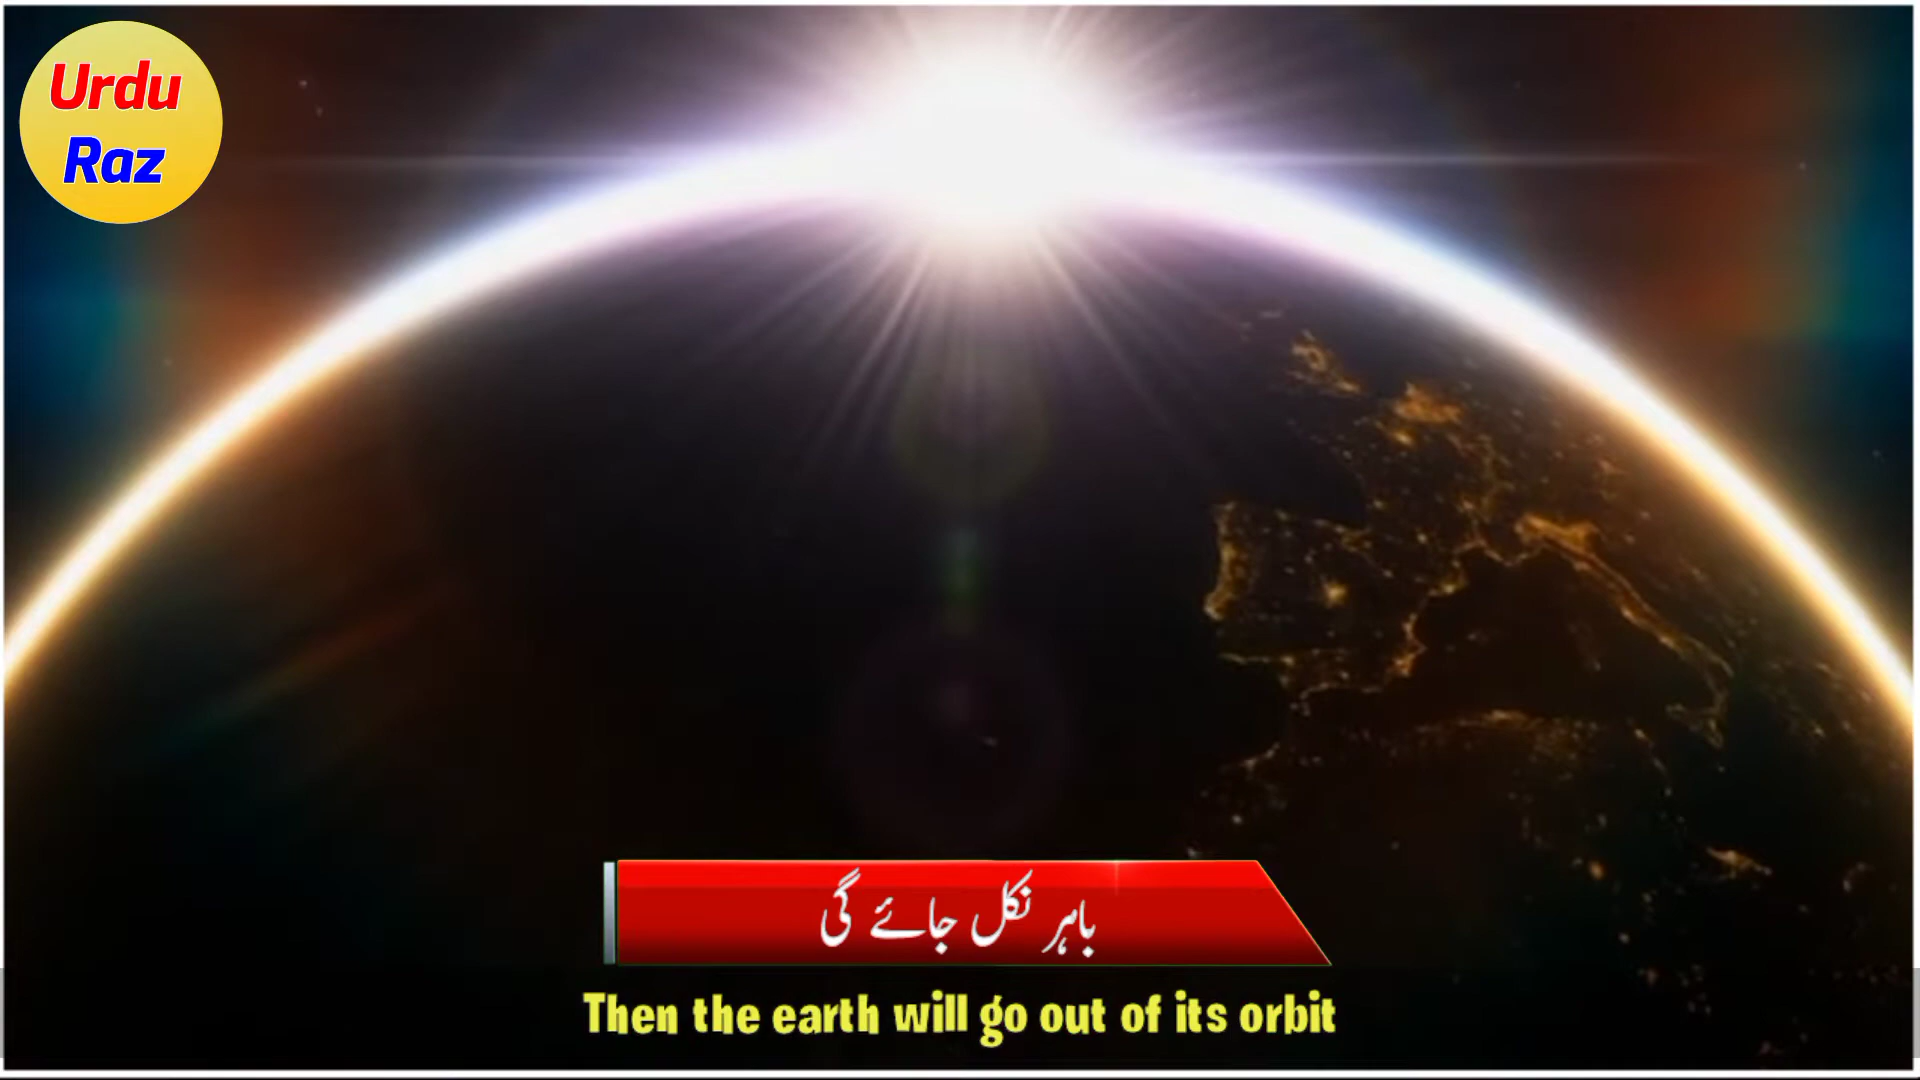 Urdu
Raz
باہر نکل جائے گی
Then the earth will go out of its orbit